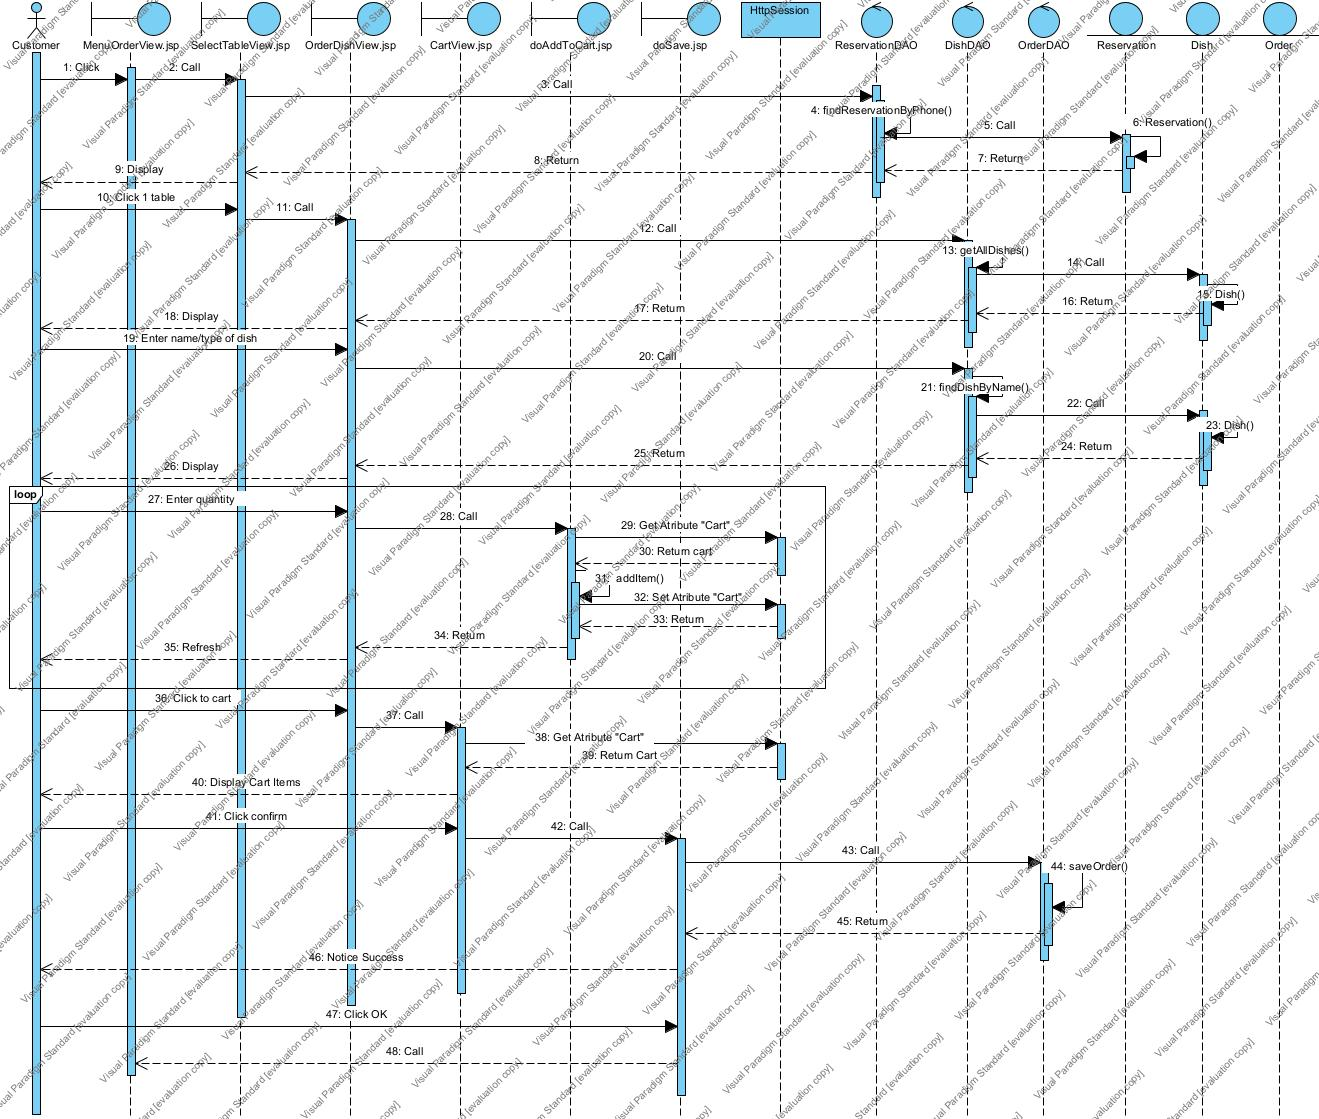 HttpSession
Customer
MenuOrderView.jsp
SelectTableView.jsp
OrderDishView.jsp
CartView.jsp
doAddToCart.jsp
doSave.jsp
ReservationDAO
DishDAO
OrderDAO
Reservation
Dish
Order
1: Click
2: Call
3: Call
4: findReservationByPhone()
5: Call
6: Reservation()
7: Return
8: Return
9: Display
10: Click 1 table
11: Call
12: Call
13: getAllDishes()
14: Call
15: Dish()
16: Return
17: Return
18: Display
19: Enter name/type of dish
20: Call
21: findDishByName()
22: Call
23: Dish()
24: Return
25: Return
26: Display
loop
27: Enter quantity
28: Call
29: Get Atribute "Cart"
30: Return cart
31: addItem()
32: Set Atribute "Cart"
33: Return
34: Return
35: Refresh
36: Click to cart
37: Call
38: Get Atribute "Cart"
39: Return Cart
40: Display Cart Items
41: Click confirm
42: Call
43: Call
44: saveOrder()
45: Return
46: Notice Success
47: Click OK
48: Call
Visual Paradigm Standard [evaluation copy]